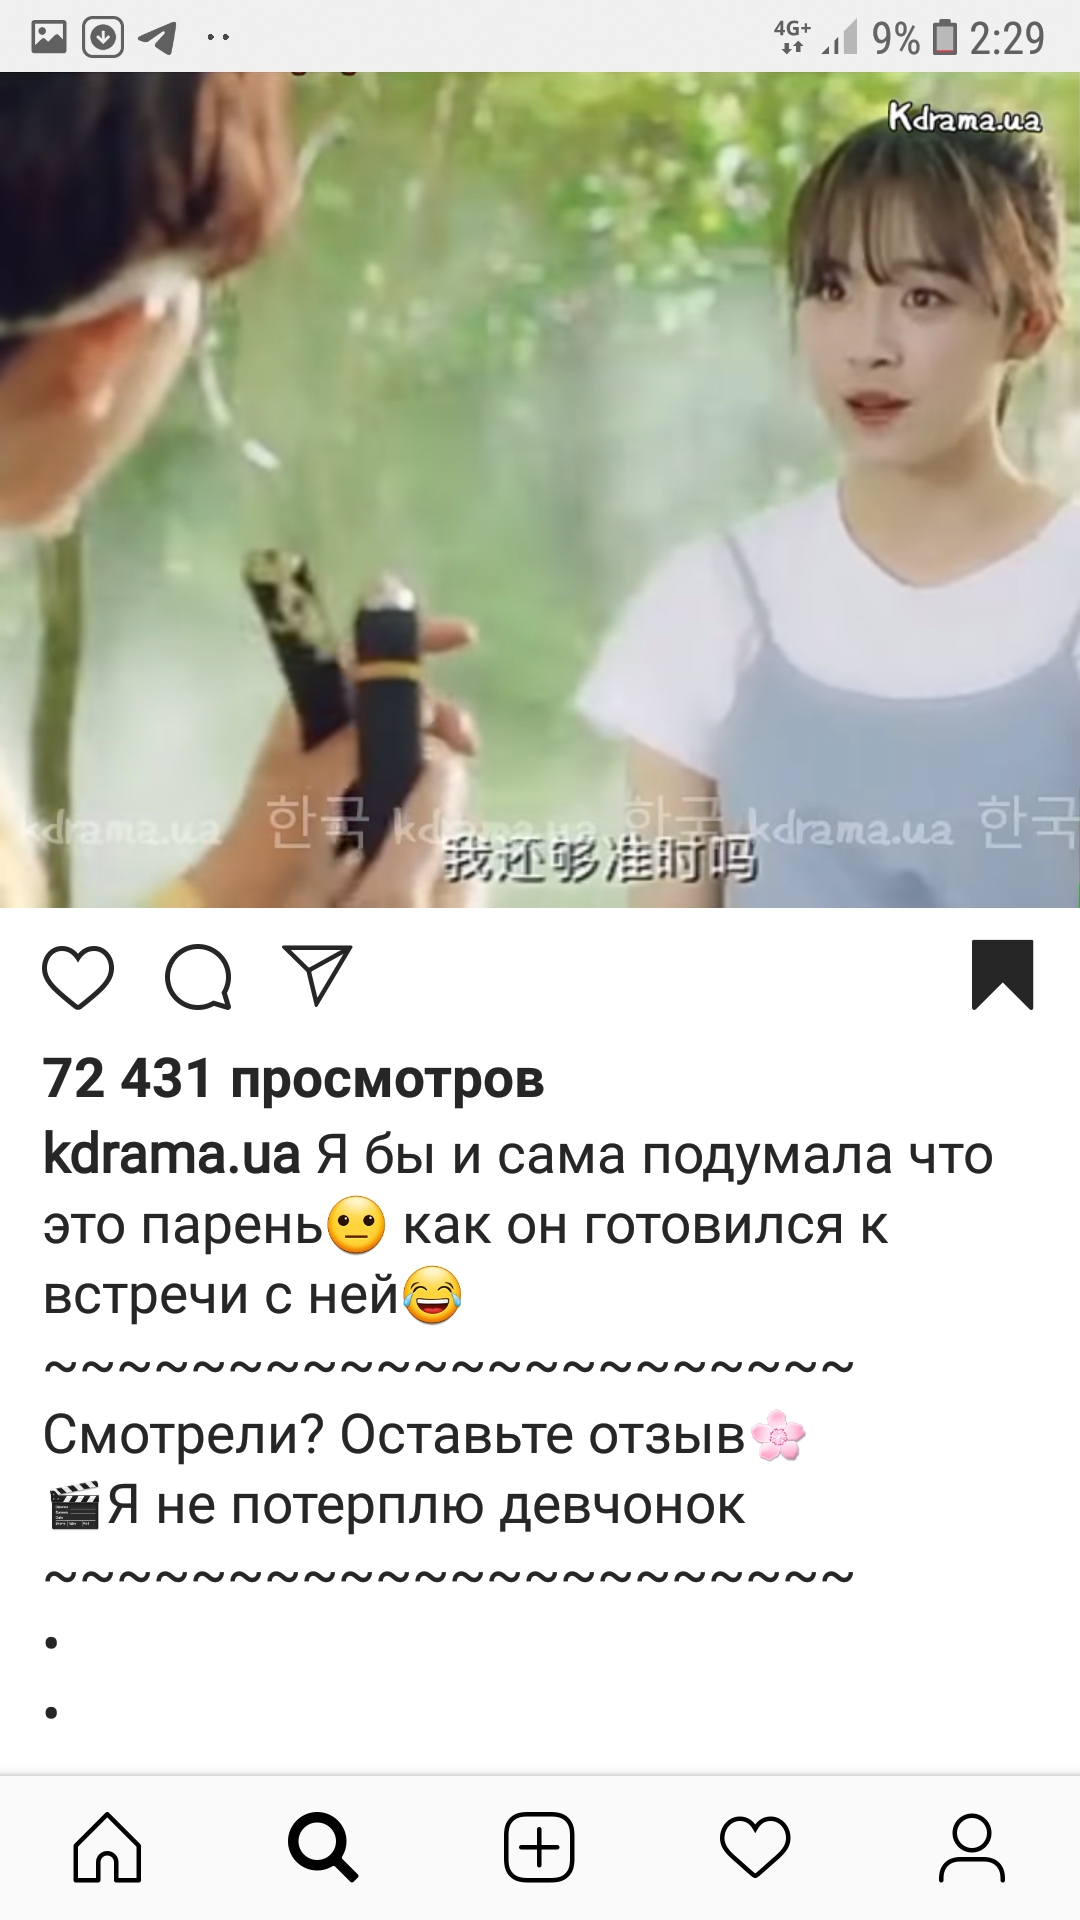 4G+ 9% 2:29
Kdrama.ua
kdrama.ua 한국 kdrama.ua 한국 kdrama.ua 한국
我还够准时吗
72 431 просмотров
kdrama.ua Я бы и сама подумала что
это парень😐 как он готовился к
встречи с ней😂
~~~~~~~~~~~~~~~~~~~~~~
Смотрели? Оставьте отзыв🌸
🎬Я не потерплю девчонок
~~~~~~~~~~~~~~~~~~~~~~
•
•